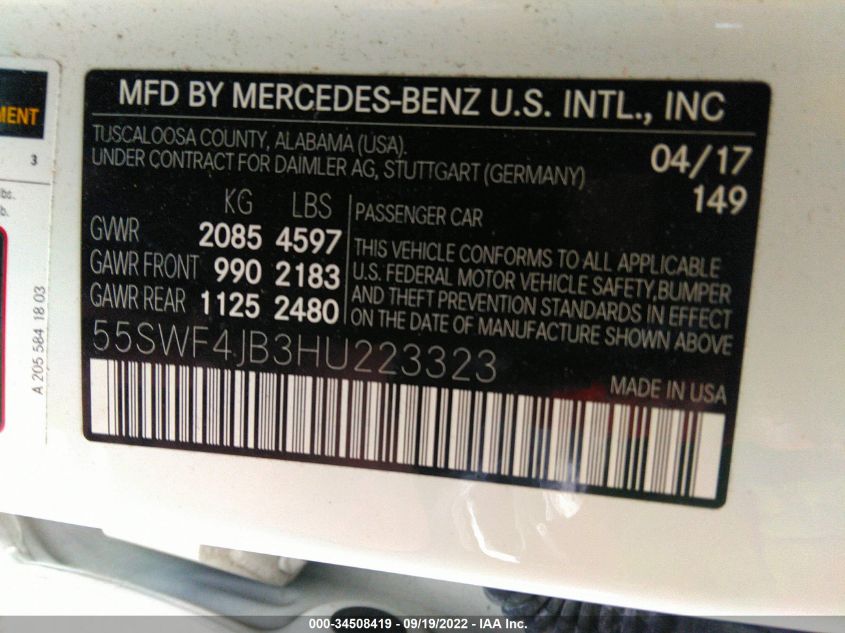 MENT
3
lbs.
b.
A 205 584 18 03
MFD BY MERCEDES-BENZ U.S. INTL., INC
TUSCALOOSA COUNTY, ALABAMA (USA).
UNDER CONTRACT FOR DAIMLER AG, STUTTGART (GERMANY)
04/17
149
KG LBS
GVWR 2085 4597
GAWR FRONT 990 2183
GAWR REAR 1125 2480
PASSENGER CAR
THIS VEHICLE CONFORMS TO ALL APPLICABLE
U.S. FEDERAL MOTOR VEHICLE SAFETY,BUMPER
AND THEFT PREVENTION STANDARDS IN EFFECT
ON THE DATE OF MANUFACTURE SHOWN ABOVE
55SWF4JB3HU223323
MADE IN USA
000-34508419 - 09/19/2022 - IAA Inc.